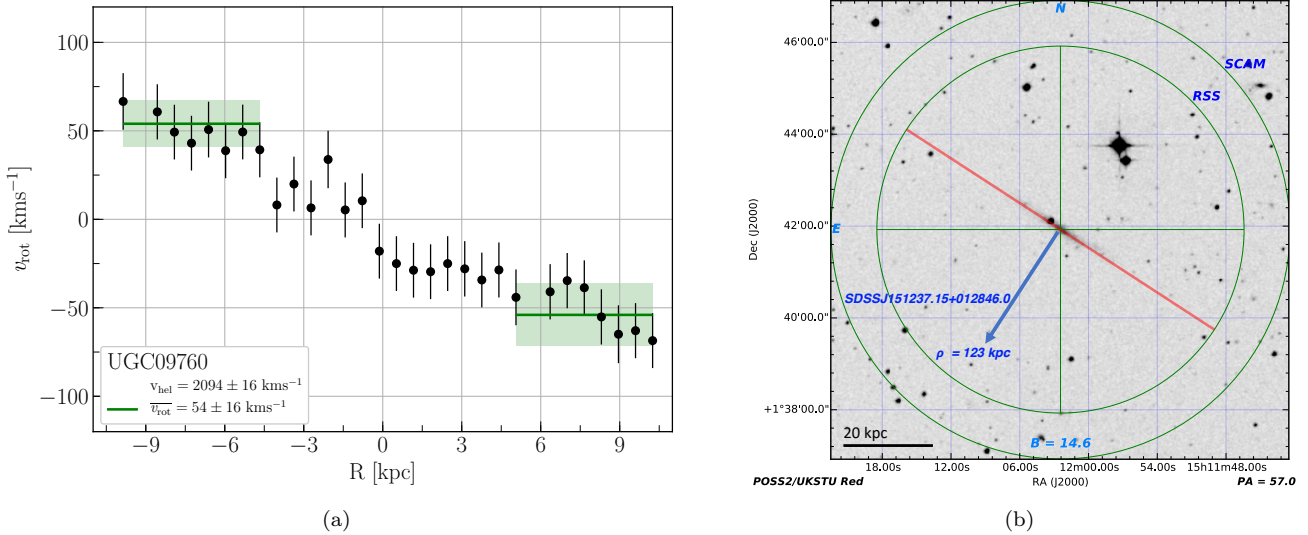 100
50
0
−50
−100
v_rot [kms⁻¹]
UGC09760
v_hel = 2094 ± 16 kms⁻¹
v_rot = 54 ± 16 kms⁻¹
−9 −6 −3 0 3 6 9
R [kpc]
(a)
N
SCAM
RSS
E
46'00.0"
44'00.0"
42'00.0"
40'00.0"
+1°38'00.0"
Dec (J2000)
SDSSJ151237.15+012846.0
ρ = 123 kpc
20 kpc
B = 14.6
18.00s 12.00s 06.00s 12m00.00s 54.00s 15h11m48.00s
POSS2/UKSTU Red RA (J2000) PA = 57.0
(b)